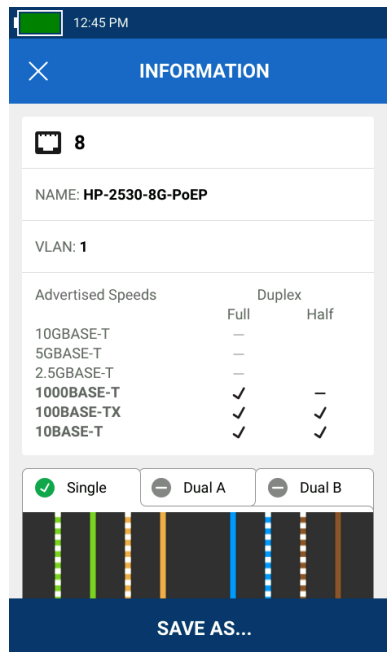 12:45 PM
INFORMATION
8
NAME: HP-2530-8G-PoEP
VLAN: 1
Advertised Speeds Duplex
Full Half
10GBASE-T –
5GBASE-T –
2.5GBASE-T –
1000BASE-T ✓ –
100BASE-TX ✓ ✓
10BASE-T ✓ ✓
Single Dual A Dual B
SAVE AS...